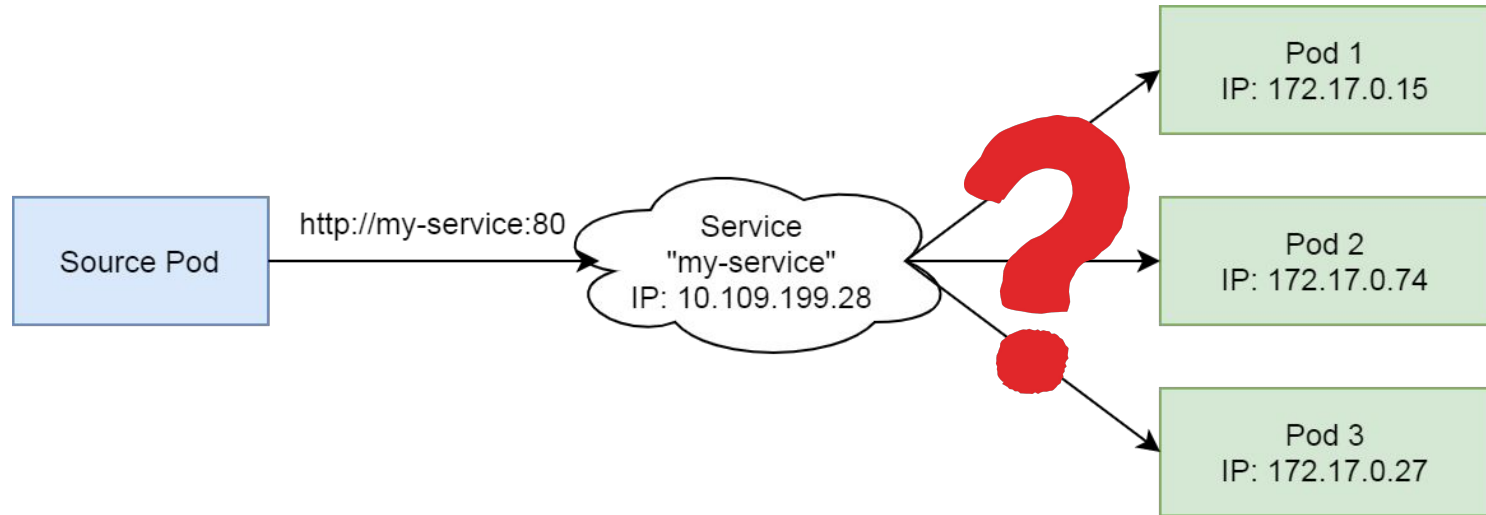 Source Pod
http://my-service:80
Service
"my-service"
IP: 10.109.199.28
Pod 1
IP: 172.17.0.15
Pod 2
IP: 172.17.0.74
Pod 3
IP: 172.17.0.27
?